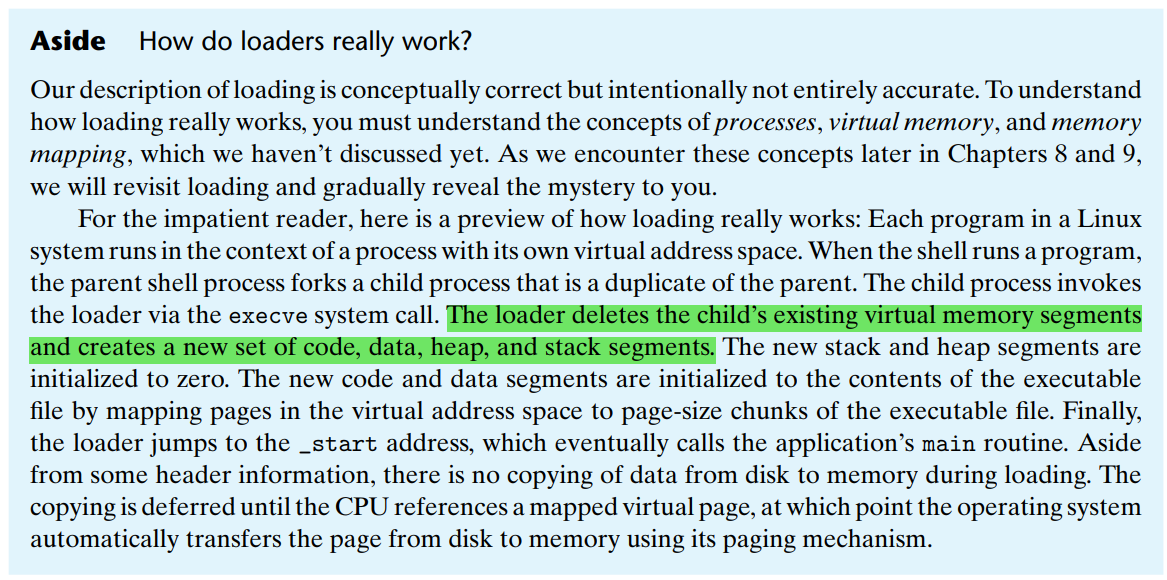 Aside How do loaders really work?
Our description of loading is conceptually correct but intentionally not entirely accurate. To understand
how loading really works, you must understand the concepts of processes, virtual memory, and memory
mapping, which we haven’t discussed yet. As we encounter these concepts later in Chapters 8 and 9,
we will revisit loading and gradually reveal the mystery to you.
For the impatient reader, here is a preview of how loading really works: Each program in a Linux
system runs in the context of a process with its own virtual address space. When the shell runs a program,
the parent shell process forks a child process that is a duplicate of the parent. The child process invokes
the loader via the execve system call. The loader deletes the child’s existing virtual memory segments
and creates a new set of code, data, heap, and stack segments. The new stack and heap segments are
initialized to zero. The new code and data segments are initialized to the contents of the executable
file by mapping pages in the virtual address space to page-size chunks of the executable file. Finally,
the loader jumps to the _start address, which eventually calls the application’s main routine. Aside
from some header information, there is no copying of data from disk to memory during loading. The
copying is deferred until the CPU references a mapped virtual page, at which point the operating system
automatically transfers the page from disk to memory using its paging mechanism.